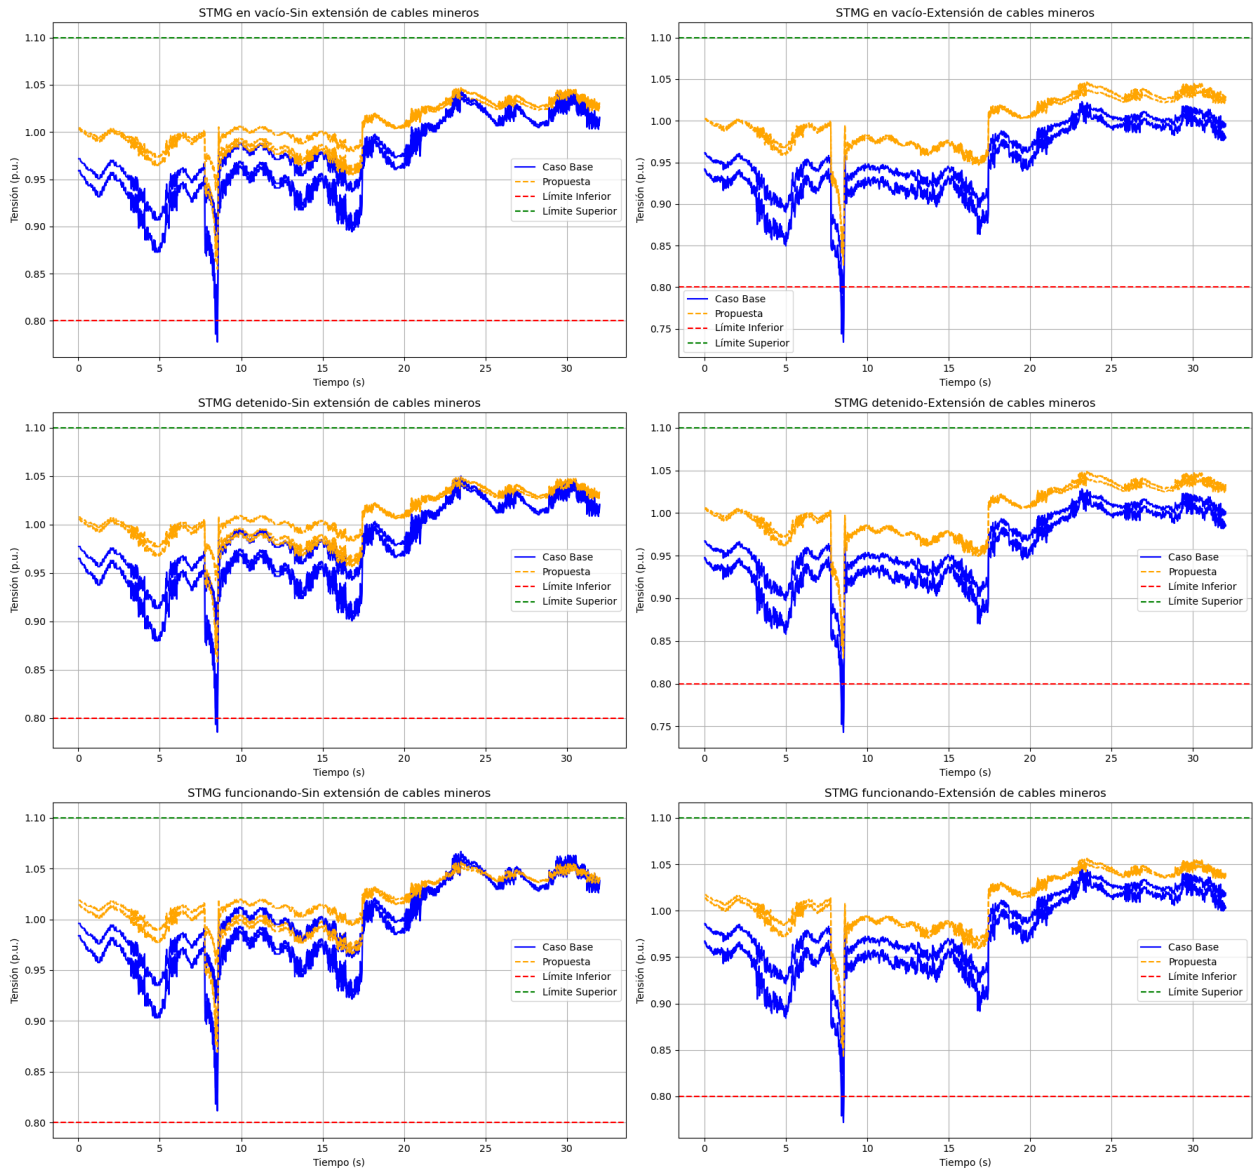 STMG en vacío-Sin extensión de cables mineros
1.10
1.05
1.00
0.95
0.90
0.85
0.80
Tensión (p.u.)
Caso Base
Propuesta
Límite Inferior
Límite Superior
0 5 10 15 20 25 30
Tiempo (s)
STMG en vacío-Extensión de cables mineros
1.10
1.05
1.00
0.95
0.90
0.85
0.80
0.75
Tensión (p.u.)
Caso Base
Propuesta
Límite Inferior
Límite Superior
0 5 10 15 20 25 30
Tiempo (s)
STMG detenido-Sin extensión de cables mineros
1.10
1.05
1.00
0.95
0.90
0.85
0.80
Tensión (p.u.)
Caso Base
Propuesta
Límite Inferior
Límite Superior
0 5 10 15 20 25 30
Tiempo (s)
STMG detenido-Extensión de cables mineros
1.10
1.05
1.00
0.95
0.90
0.85
0.80
0.75
Tensión (p.u.)
Caso Base
Propuesta
Límite Inferior
Límite Superior
0 5 10 15 20 25 30
Tiempo (s)
STMG funcionando-Sin extensión de cables mineros
1.10
1.05
1.00
0.95
0.90
0.85
0.80
Tensión (p.u.)
Caso Base
Propuesta
Límite Inferior
Límite Superior
0 5 10 15 20 25 30
Tiempo (s)
STMG funcionando-Extensión de cables mineros
1.10
1.05
1.00
0.95
0.90
0.85
0.80
Tensión (p.u.)
Caso Base
Propuesta
Límite Inferior
Límite Superior
0 5 10 15 20 25 30
Tiempo (s)